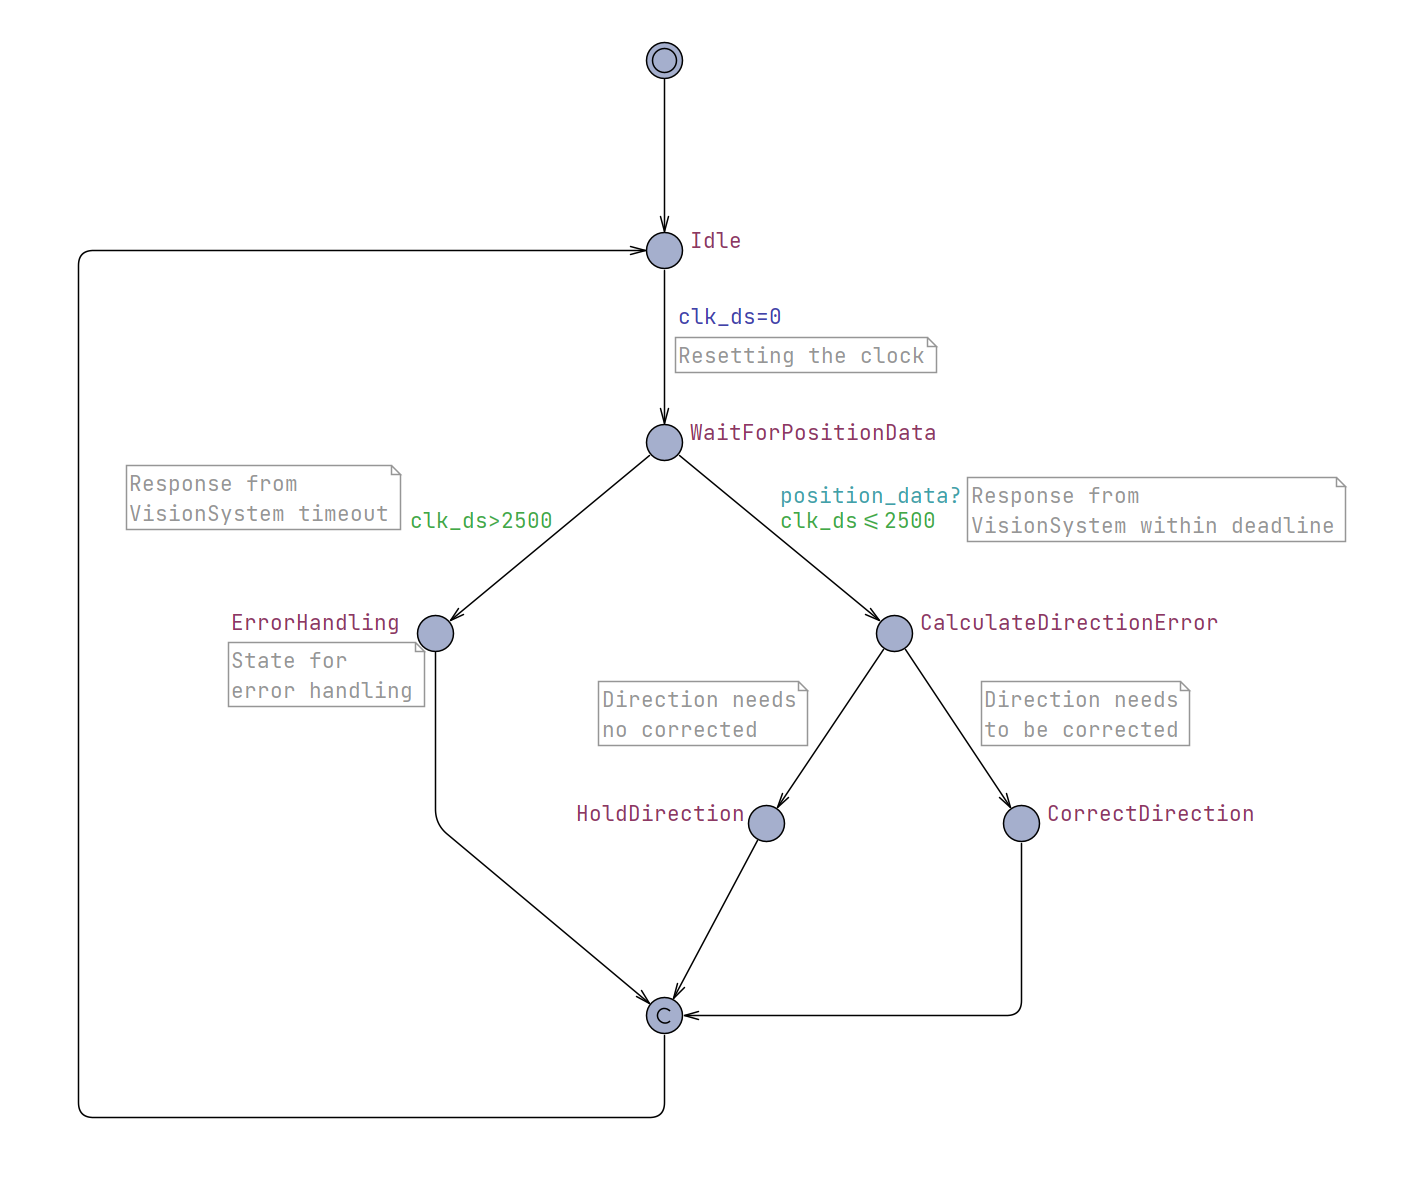 Idle
clk_ds=0
Resetting the clock
WaitForPositionData
Response from
VisionSystem timeout
clk_ds>2500
position_data?
clk_ds<=2500
Response from
VisionSystem within deadline
ErrorHandling
State for
error handling
CalculateDirectionError
Direction needs
no corrected
Direction needs
to be corrected
HoldDirection
CorrectDirection
C